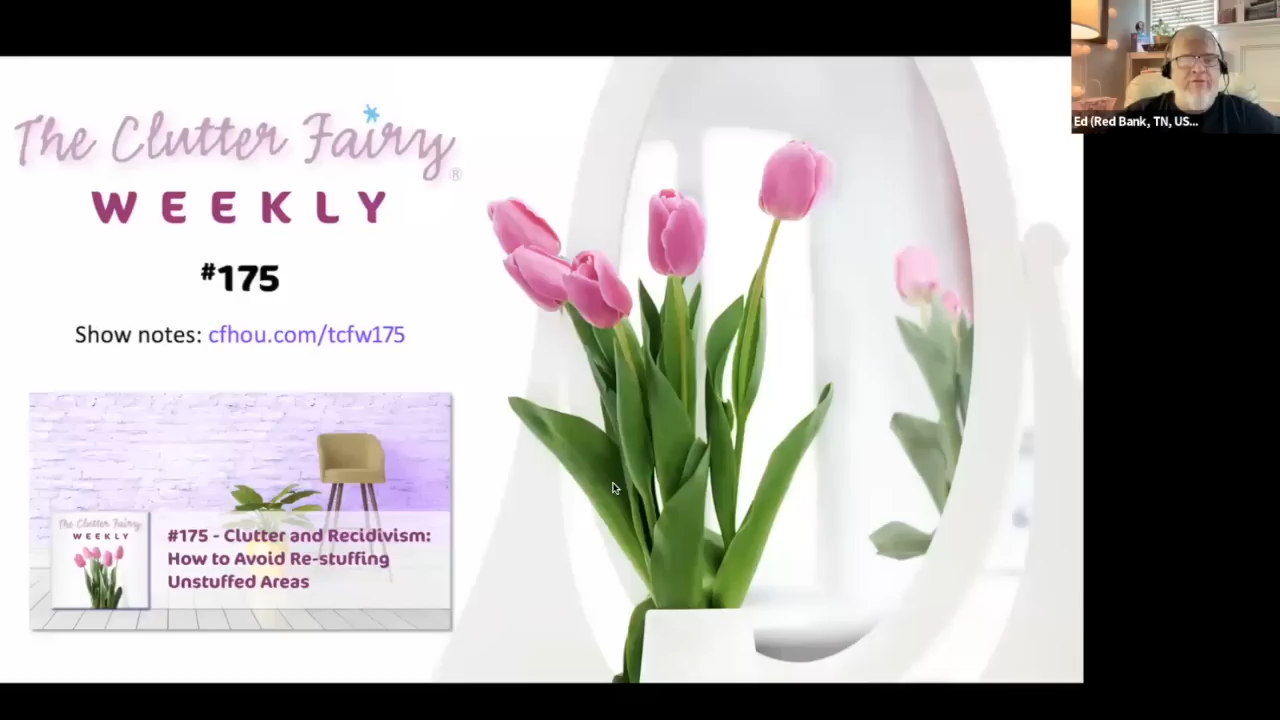 The Clutter Fairy®
WEEKLY
#175
Show notes: cfhou.com/tcfw175
The Clutter Fairy
WEEKLY
#175 - Clutter and Recidivism:
How to Avoid Re-stuffing
Unstuffed Areas
Ed (Red Bank, TN, US...